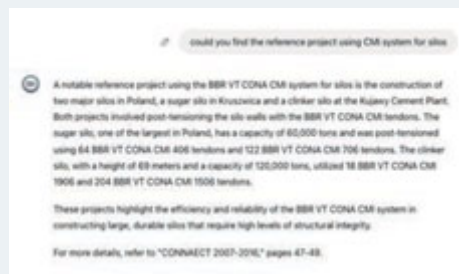 could you find the reference project using CMI system for silos
A notable reference project using the BBR VT CONA CMI system for silos is the construction of
two major silos in Poland, a sugar silo in Kruszwica and a clinker silo at the Kujawy Cement Plant.
Both projects involved post-tensioning the silo walls with the BBR VT CONA CMI tendons. The
sugar silo, one of the largest in Poland, has a capacity of 60,000 tons and was post-tensioned
using 64 BBR VT CONA CMI 406 tendons and 122 BBR VT CONA CMI 706 tendons. The clinker
silo, with a height of 69 meters and a capacity of 120,000 tons, utilized 18 BBR VT CONA CMI
1906 and 204 BBR VT CONA CMI 1506 tendons.
These projects highlight the efficiency and reliability of the BBR VT CONA CMI system in
constructing large, durable silos that require high levels of structural integrity.
For more details, refer to "CONNAECT 2007-2016," pages 47-49.